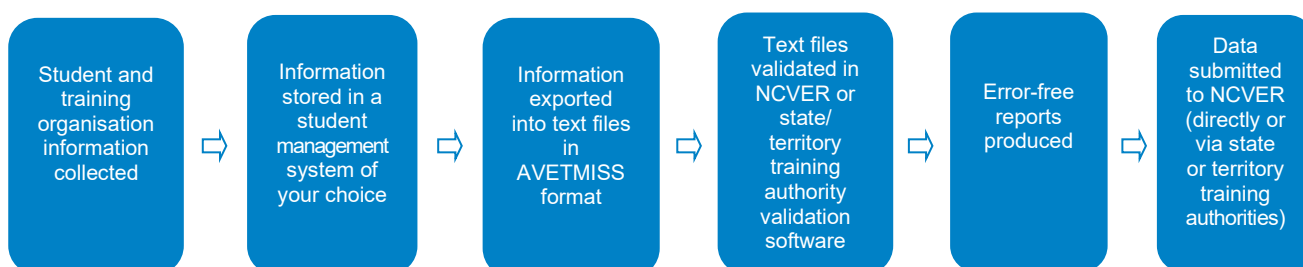 Student and
training
organisation
information
collected
Information
stored in a
student
management
system of
your choice
Information
exported
into text files
in
AVETMISS
format
Text files
validated in
NCVER or
state/
territory
training
authority
validation
software
Error-free
reports
produced
Data
submitted
to NCVER
(directly or
via state
or territory
training
authorities)